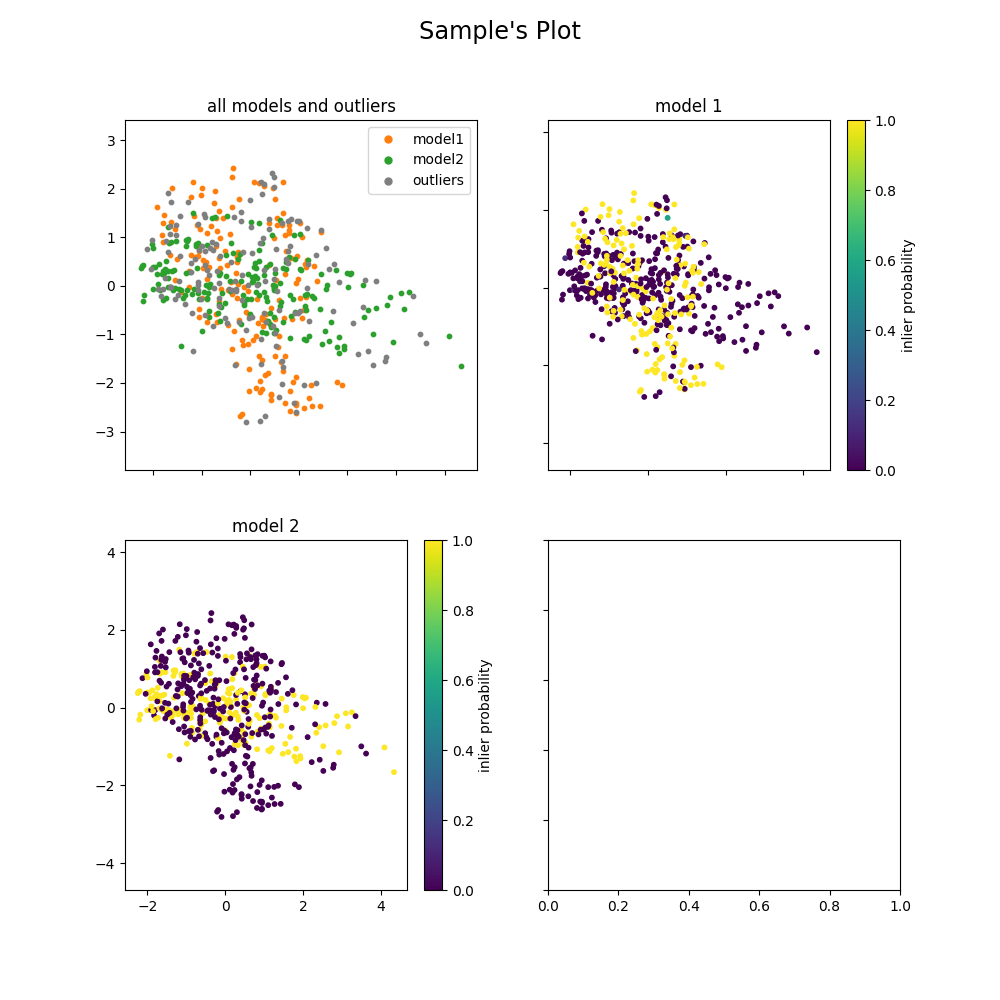 Sample's Plot
all models and outliers
3
2
1
0
−1
−2
−3
model1
model2
outliers
model 1
1.0
0.8
0.6
0.4
0.2
0.0
inlier probability
model 2
4
2
0
−2
−4
−2 0 2 4
1.0
0.8
0.6
0.4
0.2
0.0
inlier probability
0.0 0.2 0.4 0.6 0.8 1.0